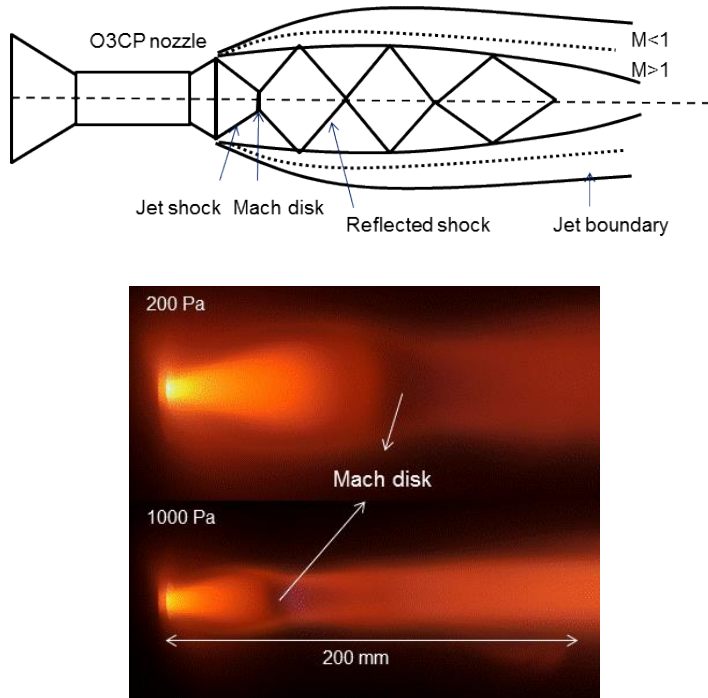 O3CP nozzle
M<1
M>1
Jet shock
Mach disk
Reflected shock
Jet boundary
200 Pa
Mach disk
1000 Pa
200 mm